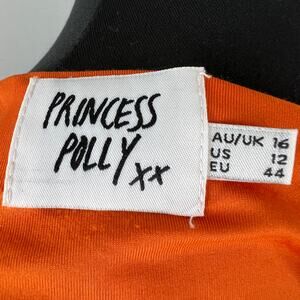 PRINCESS
POLLY xx
AU/UK 16
US 12
EU 44